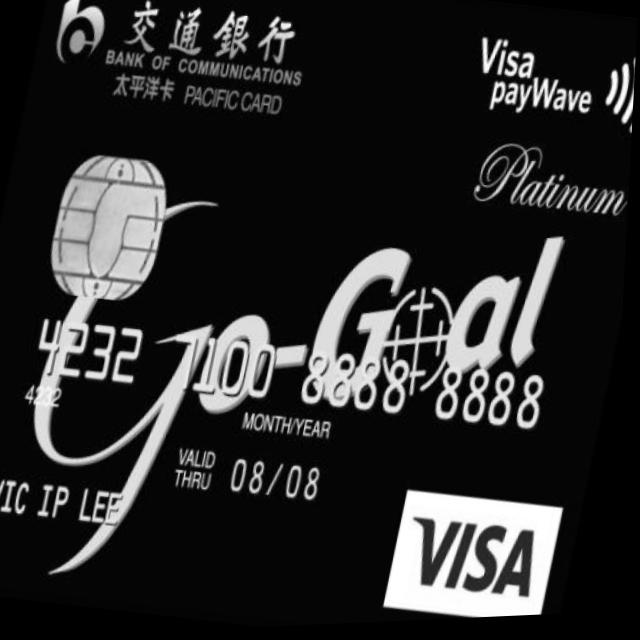 交通銀行
BANK OF COMMUNICATIONS
太平洋卡 PACIFIC CARD
Visa
payWave
Platinum
Go-Goal
4232 1100 8888 8888
4232
MONTH/YEAR
VALID THRU 08/08
VIC IP LEE
VISA